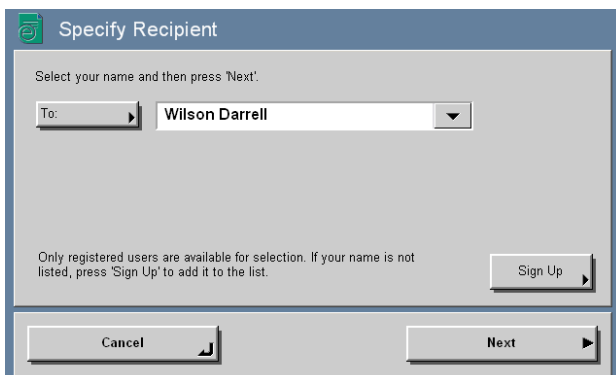 Specify Recipient
Select your name and then press 'Next'.
To:
Wilson Darrell
Only registered users are available for selection. If your name is not
listed, press 'Sign Up' to add it to the list.
Sign Up
Cancel
Next